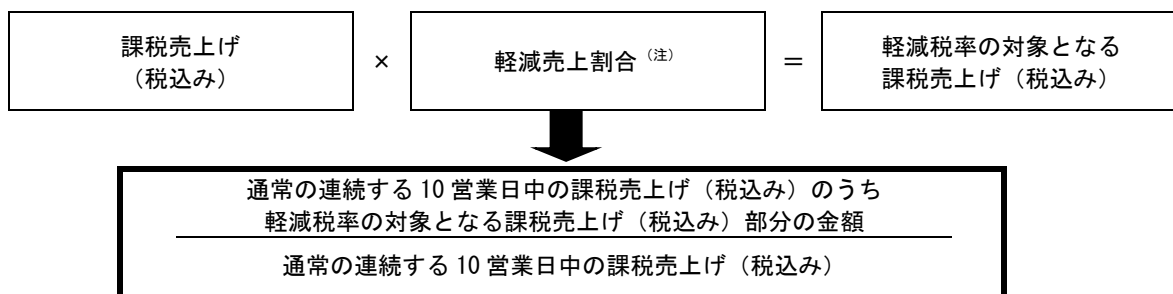 課税売上げ
（税込み）
×
軽減売上割合（注）
＝
軽減税率の対象となる
課税売上げ（税込み）
通常の連続する 10 営業日中の課税売上げ（税込み）のうち
軽減税率の対象となる課税売上げ（税込み）部分の金額
通常の連続する 10 営業日中の課税売上げ（税込み）